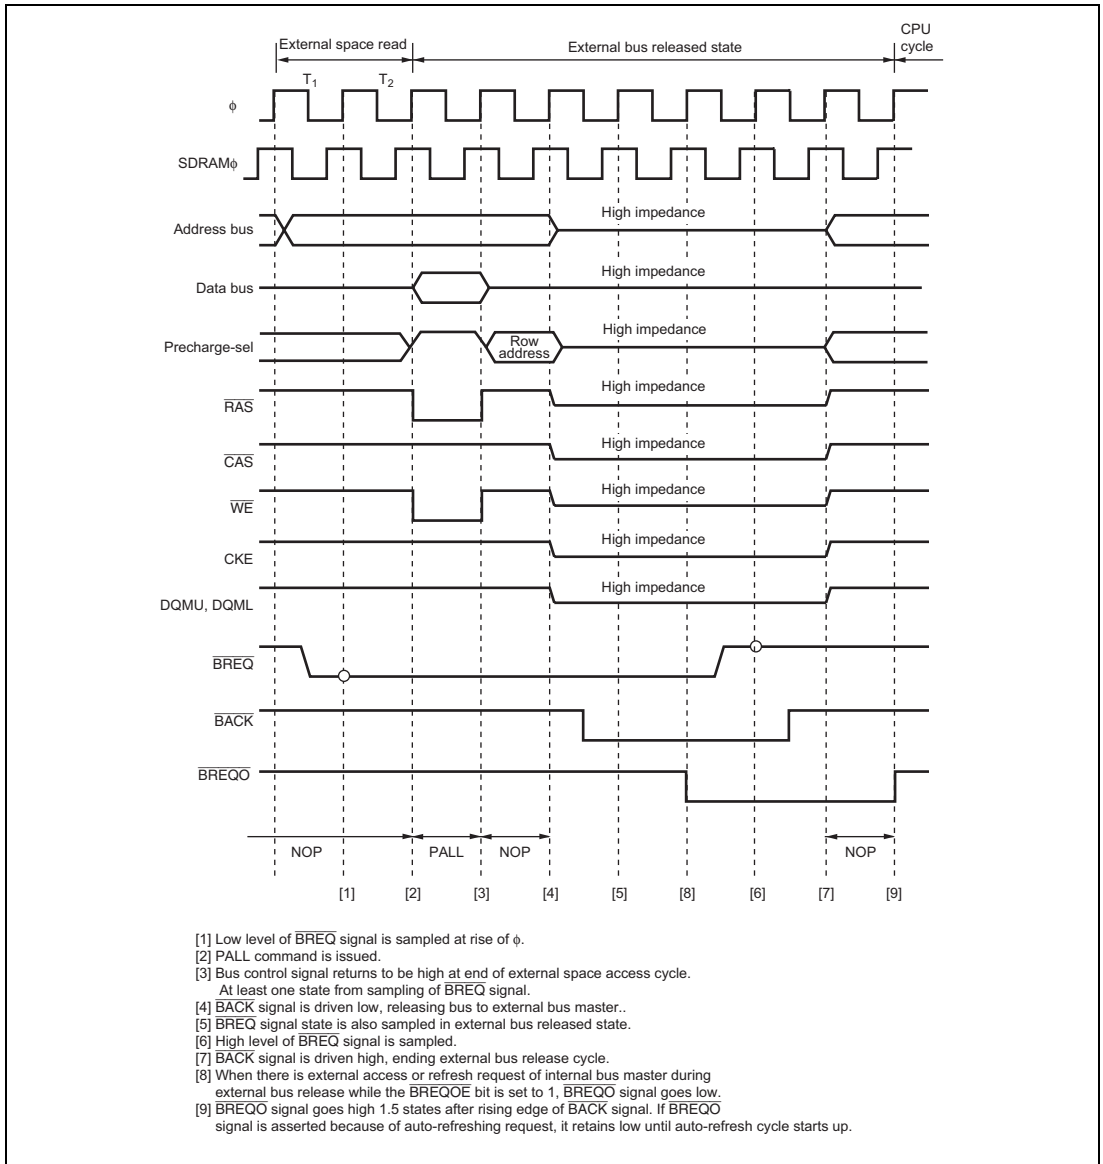 External space read
External bus released state
CPU
cycle
T1
T2
ϕ
SDRAMϕ
Address bus
High impedance
Data bus
High impedance
Precharge-sel
Row
address
High impedance
RAS
High impedance
CAS
High impedance
WE
High impedance
CKE
High impedance
DQMU, DQML
High impedance
BREQ
BACK
BREQO
NOP
PALL
NOP
NOP
[1]
[2]
[3]
[4]
[5]
[8]
[6]
[7]
[9]
[1] Low level of BREQ signal is sampled at rise of ϕ.
[2] PALL command is issued.
[3] Bus control signal returns to be high at end of external space access cycle.
At least one state from sampling of BREQ signal.
[4] BACK signal is driven low, releasing bus to external bus master..
[5] BREQ signal state is also sampled in external bus released state.
[6] High level of BREQ signal is sampled.
[7] BACK signal is driven high, ending external bus release cycle.
[8] When there is external access or refresh request of internal bus master during
external bus release while the BREQOE bit is set to 1, BREQO signal goes low.
[9] BREQO signal goes high 1.5 states after rising edge of BACK signal. If BREQO
signal is asserted because of auto-refreshing request, it retains low until auto-refresh cycle starts up.